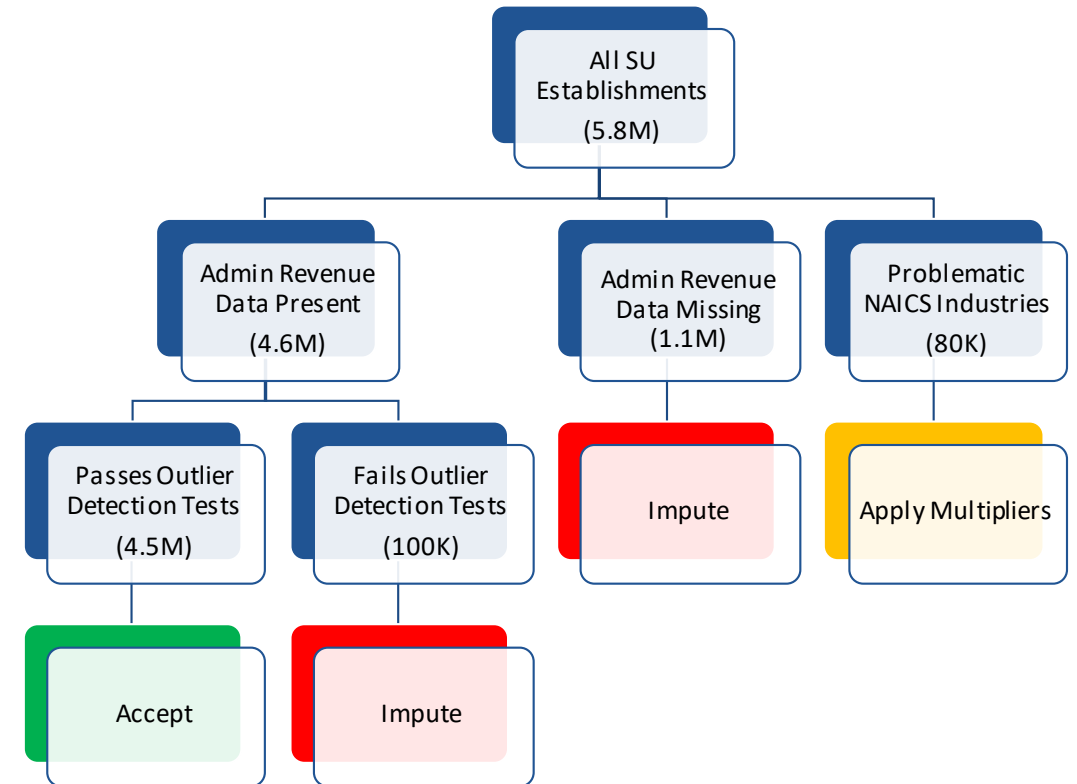 All SU
Establishments
(5.8M)
Admin Revenue
Data Present
(4.6M)
Admin Revenue
Data Missing
(1.1M)
Problematic
NAICS Industries
(80K)
Passes Outlier
Detection Tests
(4.5M)
Fails Outlier
Detection Tests
(100K)
Impute
Apply Multipliers
Accept
Impute